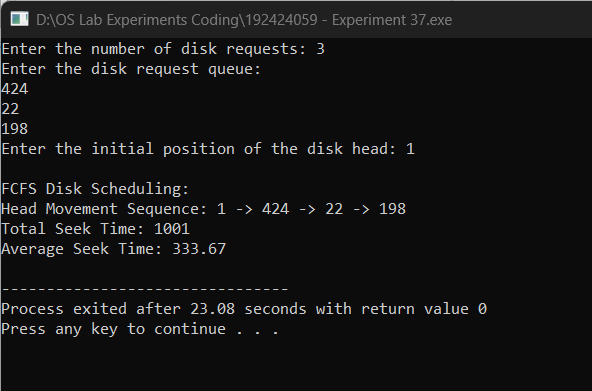 D:\OS Lab Experiments Coding\192424059 - Experiment 37.exe
Enter the number of disk requests: 3
Enter the disk request queue:
424
22
198
Enter the initial position of the disk head: 1
FCFS Disk Scheduling:
Head Movement Sequence: 1 -> 424 -> 22 -> 198
Total Seek Time: 1001
Average Seek Time: 333.67
--------------------------------
Process exited after 23.08 seconds with return value 0
Press any key to continue . . .